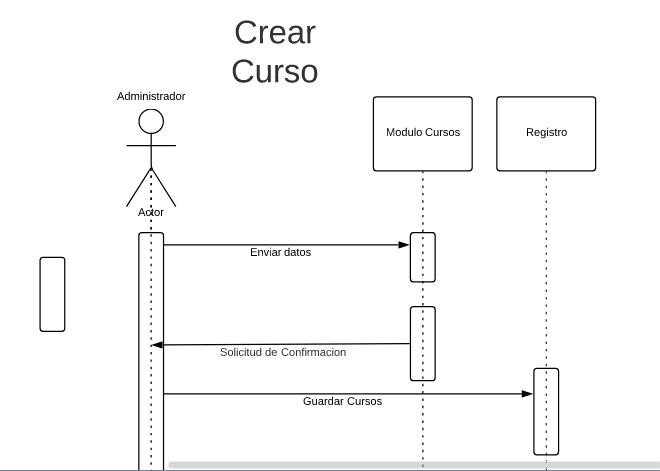 Crear
Curso
Administrador
Modulo Cursos
Registro
Actor
Enviar datos
Solicitud de Confirmacion
Guardar Cursos